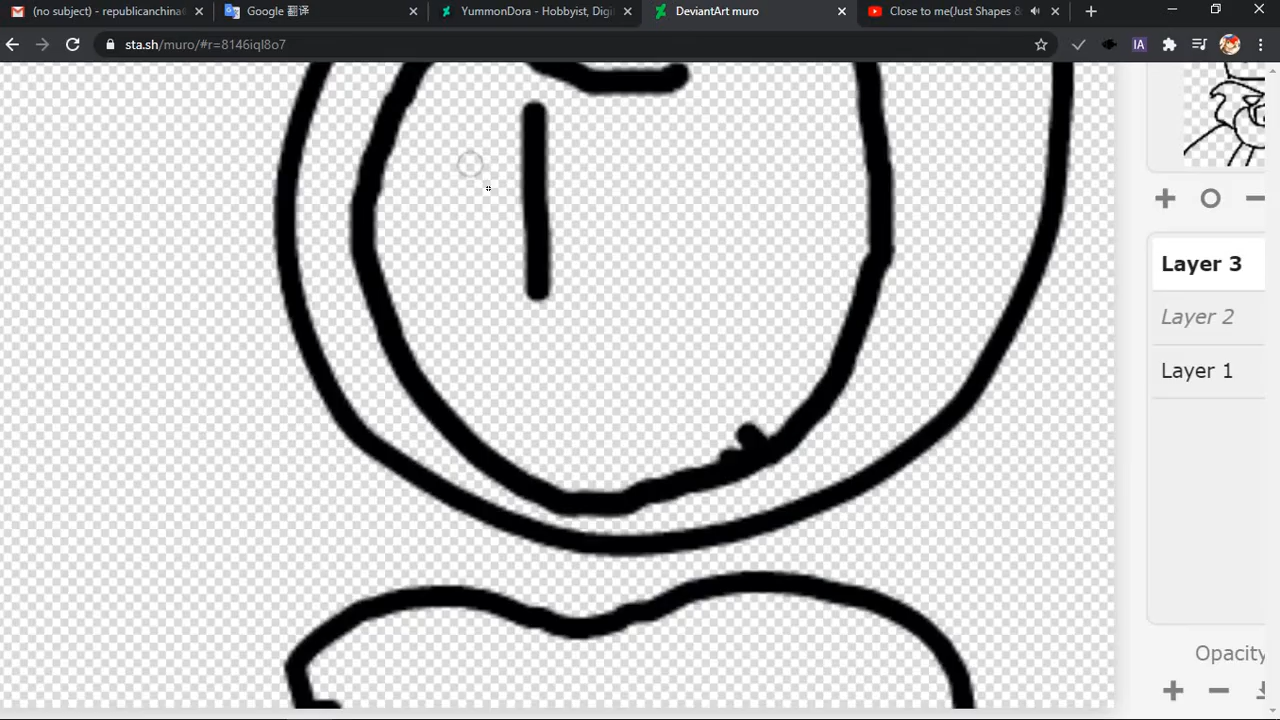 (no subject) - republicanchina
Google 翻译
YummonDora - Hobbyist, Digi
DeviantArt muro
Close to me(Just Shapes &
sta.sh/muro/#r=8146iqI8o7
IA
Layer 3
Layer 2
Layer 1
Opacity